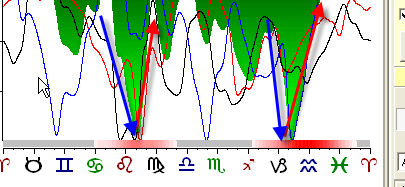 ♈ ♉ ♊ ♋ ♌ ♍ ♎ ♏ ♐ ♑ ♒ ♓ ♈